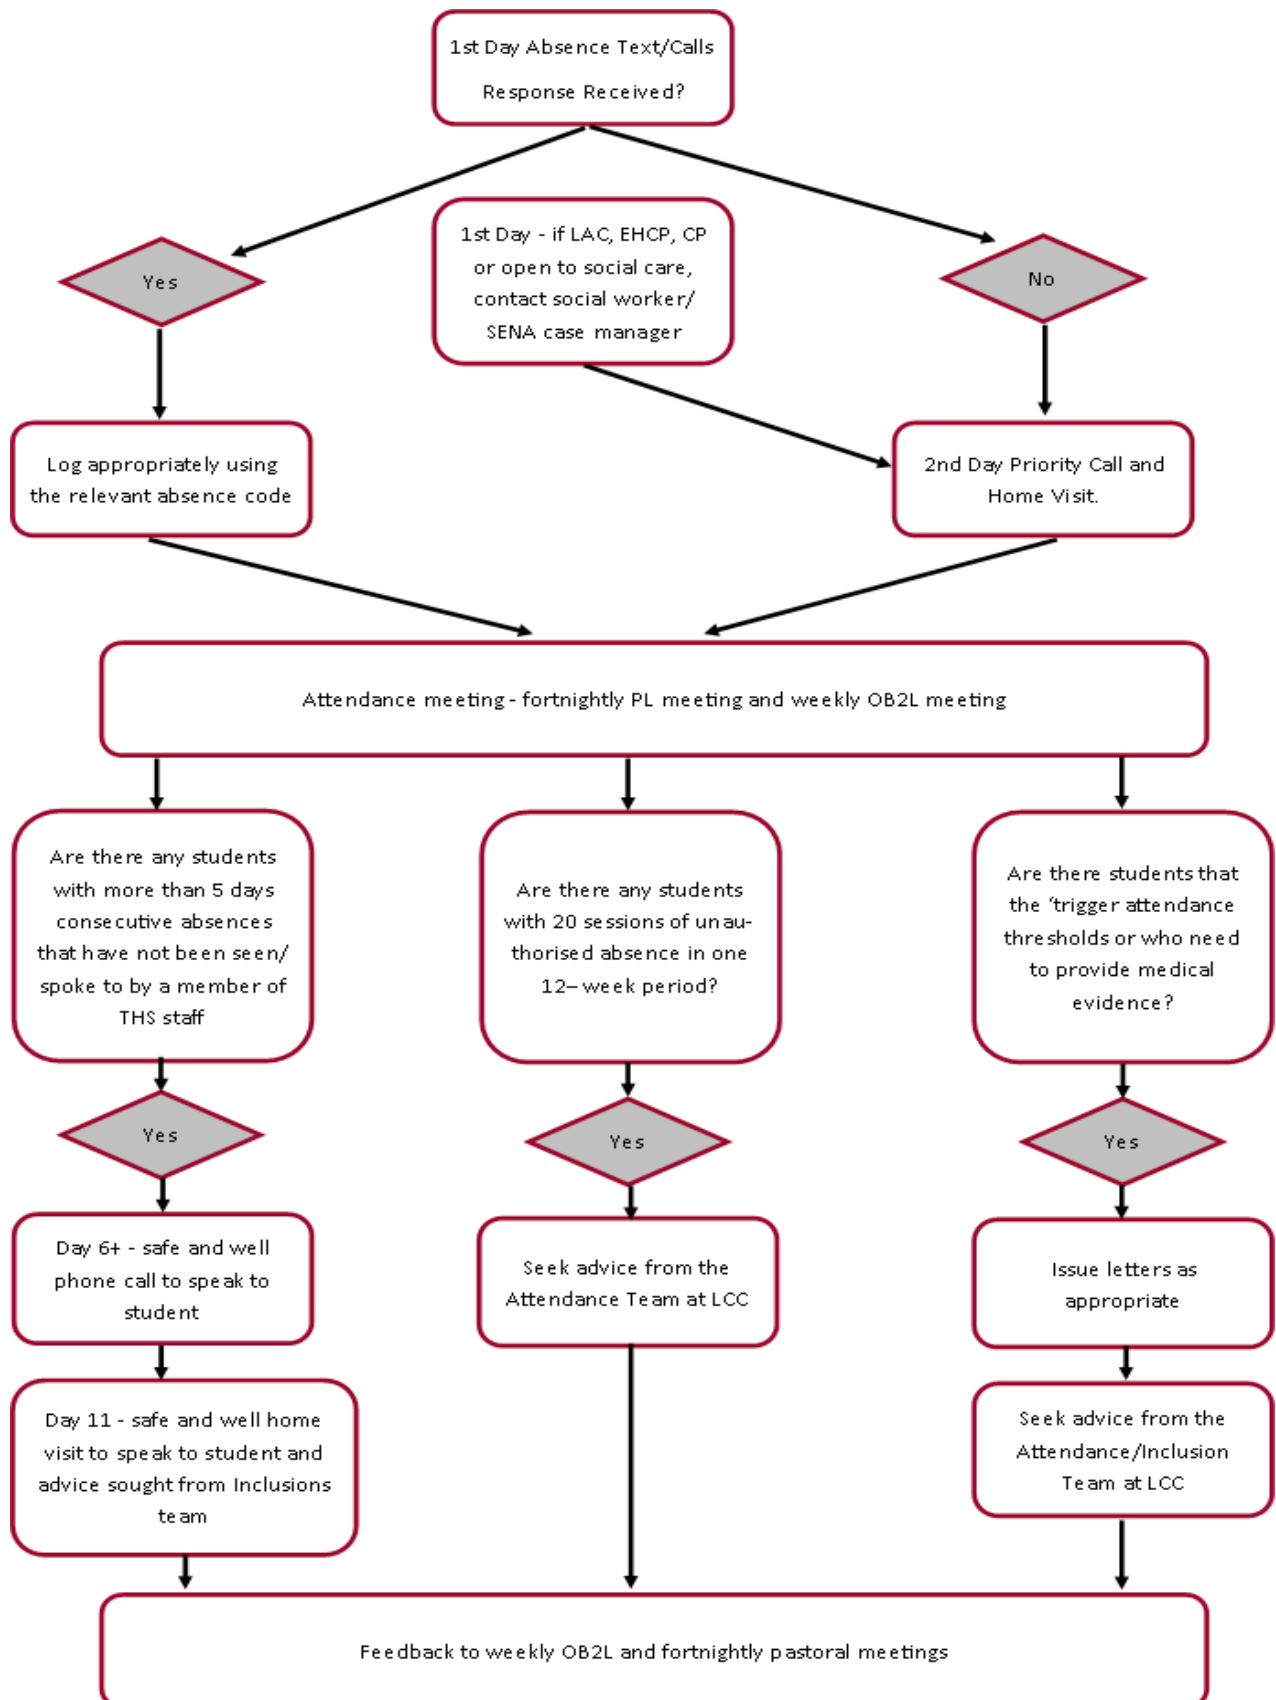 1st Day Absence Text/Calls
Response Received?
1st Day - if LAC, EHCP, CP
or open to social care,
contact social worker/
SENA case manager
Yes
No
Log appropriately using
the relevant absence code
2nd Day Priority Call and
Home Visit.
Attendance meeting - fortnightly PL meeting and weekly OB2L meeting
Are there any students
with more than 5 days
consecutive absences
that have not been seen/
spoke to by a member of
THS staff
Are there any students
with 20 sessions of unau-
thorised absence in one
12– week period?
Are there students that
the ‘trigger attendance
thresholds or who need
to provide medical
evidence?
Yes
Yes
Yes
Day 6+ - safe and well
phone call to speak to
student
Seek advice from the
Attendance Team at LCC
Issue letters as
appropriate
Day 11 - safe and well home
visit to speak to student and
advice sought from Inclusions
team
Seek advice from the
Attendance/Inclusion
Team at LCC
Feedback to weekly OB2L and fortnightly pastoral meetings